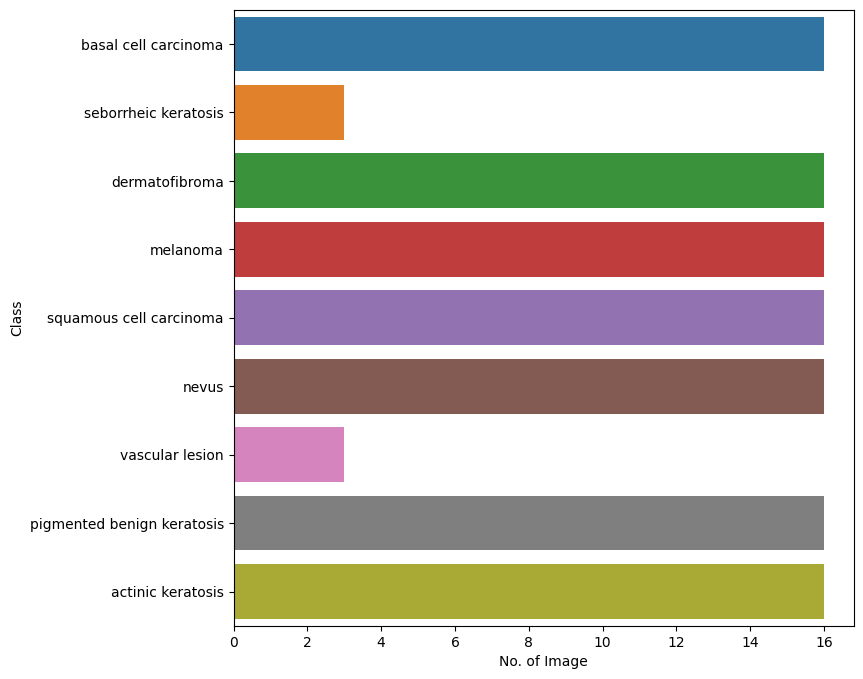 basal cell carcinoma
seborrheic keratosis
dermatofibroma
melanoma
squamous cell carcinoma
nevus
vascular lesion
pigmented benign keratosis
actinic keratosis
Class
0 2 4 6 8 10 12 14 16
No. of Image